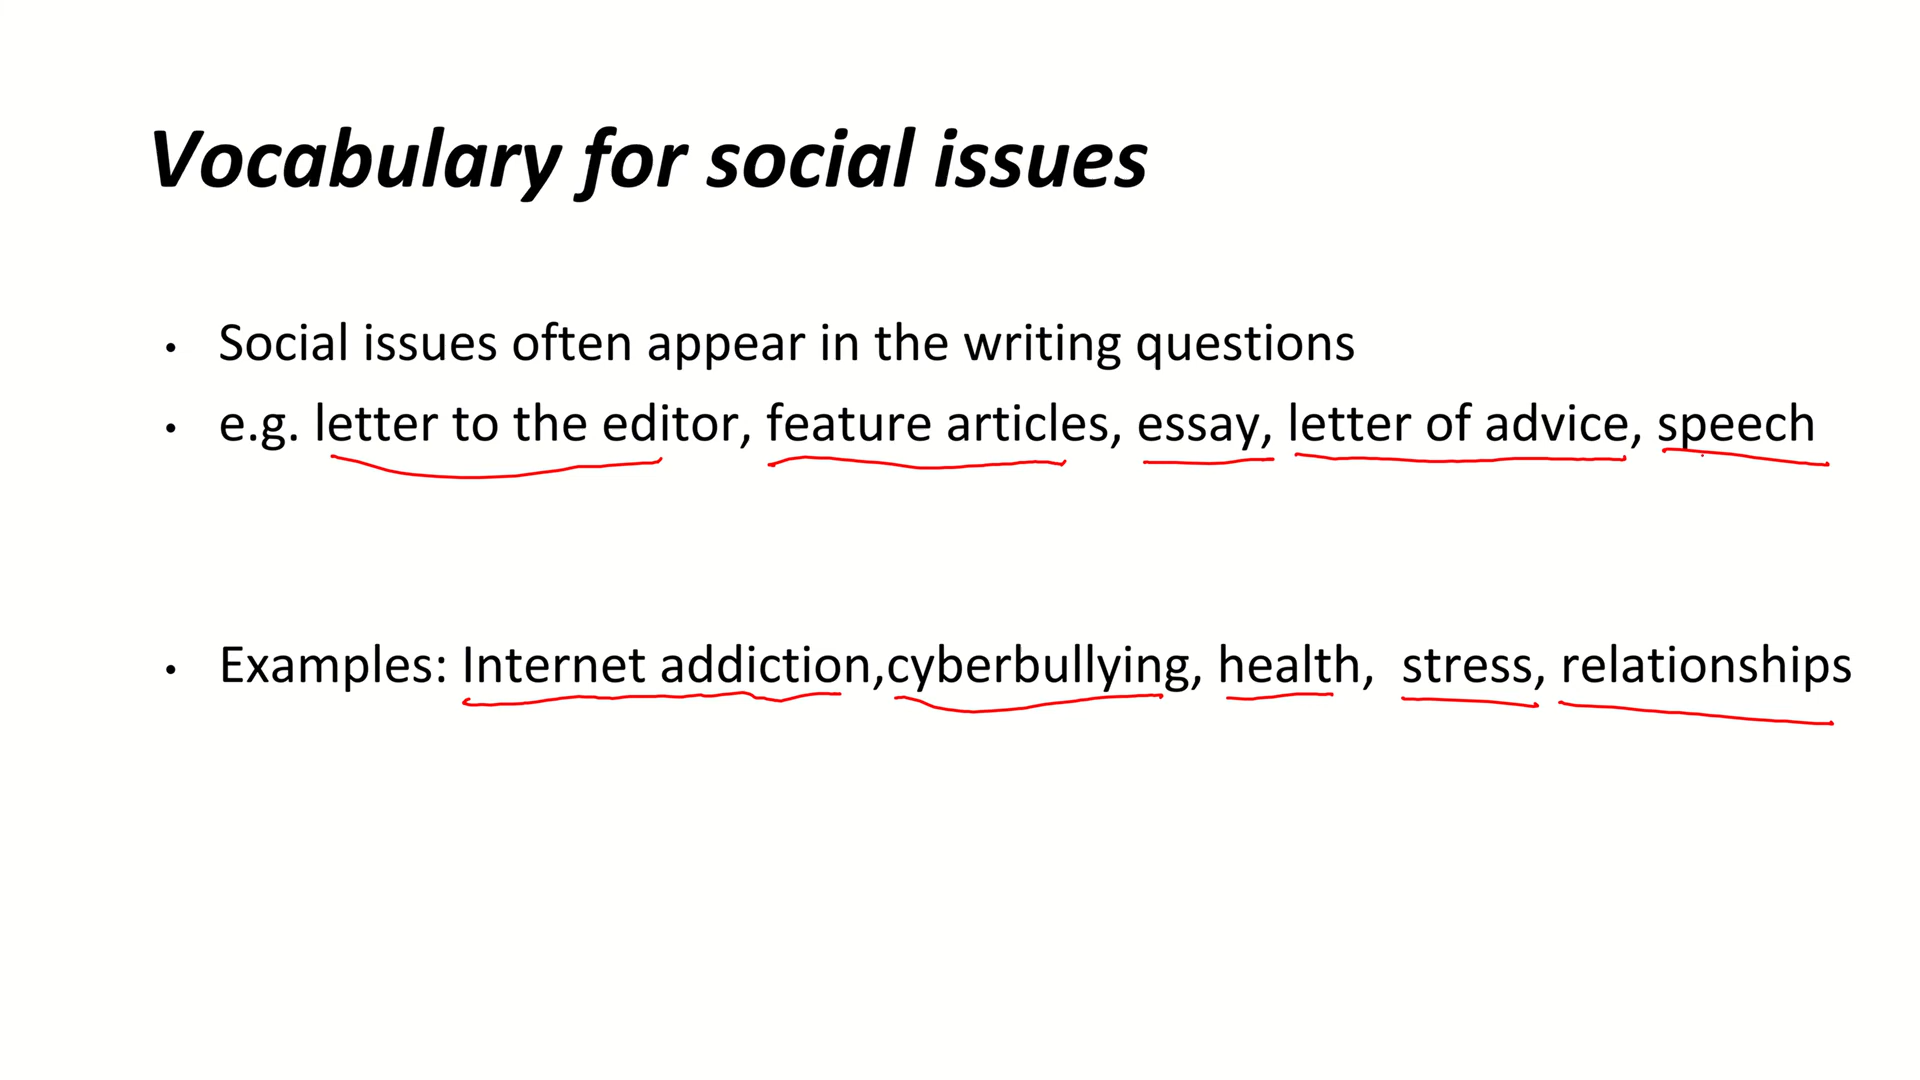 Vocabulary for social issues
• Social issues often appear in the writing questions
• e.g. letter to the editor, feature articles, essay, letter of advice, speech
• Examples: Internet addiction,cyberbullying, health,  stress, relationships